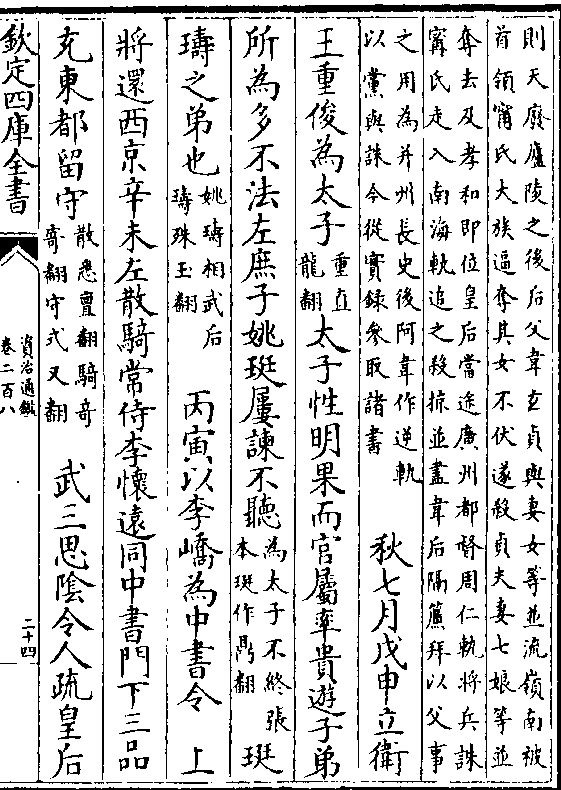 則天廢廬陵之後后父韋玄貞與妻女等並流嶺南被
首領甯氏大族逼奪其女不伏遂殺貞夫妻七娘等並
奪去及孝和即位皇后當途廣州都督周仁軌將兵誅
甯氏走入南海軌追之殺掠並盡韋后隔簾拜以父事
之用為并州長史後阿韋作逆軌
以黨與誅今從實録參取諸書
秋七月戊申立衛
王重俊為太子
重直
龍翻
太子性明果而官屬率貴遊子弟
所為多不法左庶子姚珽屢諫不聽
為太子不終張
本珽作鼎翻
珽
璹之弟也
姚璹相武后
璹殊玉翻
丙寅以李嶠為中書令
上
將還西京辛未左散騎常侍李懷遠同中書門下三品
充東都留守
散悉亶翻騎奇
寄翻守式又翻
武三思陰令人疏皇后
欽定四庫全書
資治通鑑
卷二百八
二十四